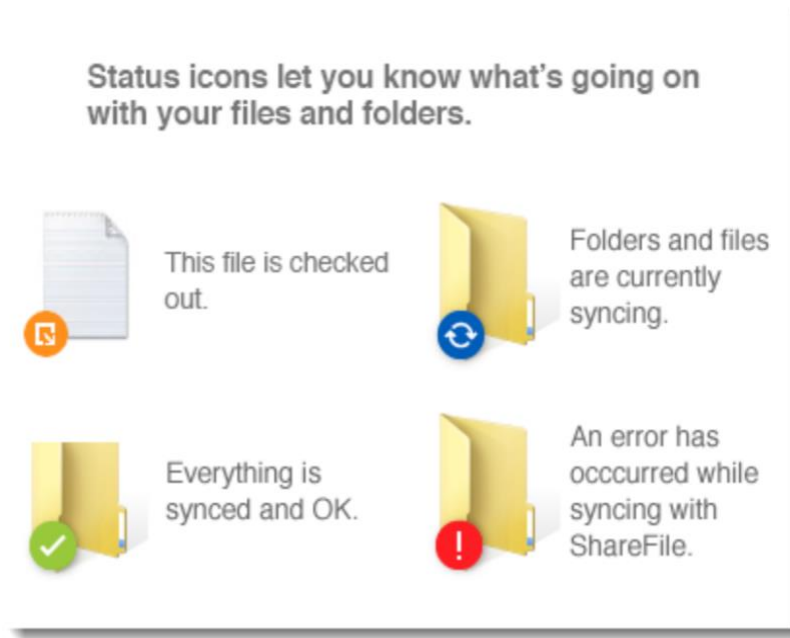 Status icons let you know what's going on
with your files and folders.
This file is checked
out.
Folders and files
are currently
syncing.
Everything is
synced and OK.
An error has
occcurred while
syncing with
ShareFile.